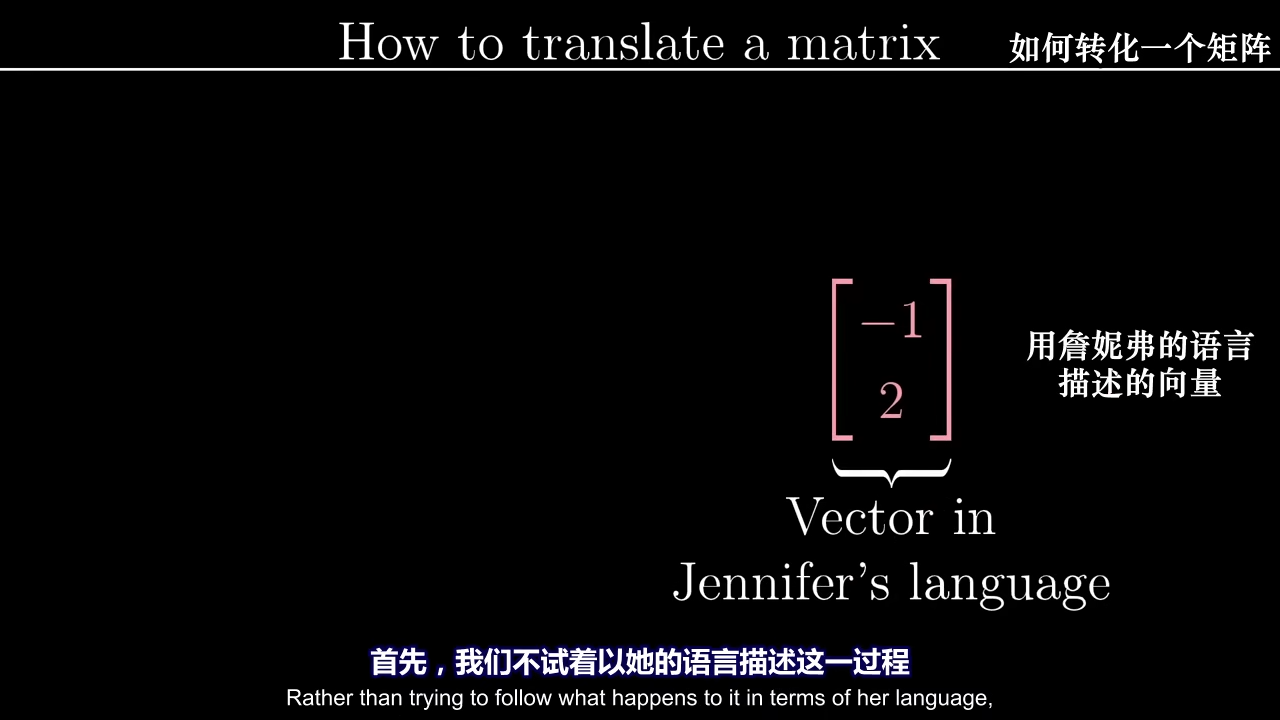 How to translate a matrix
如何转化一个矩阵
−1
2
用詹妮弗的语言
描述的向量
Vector in
Jennifer's language
首先，我们不试着以她的语言描述这一过程
Rather than trying to follow what happens to it in terms of her language,